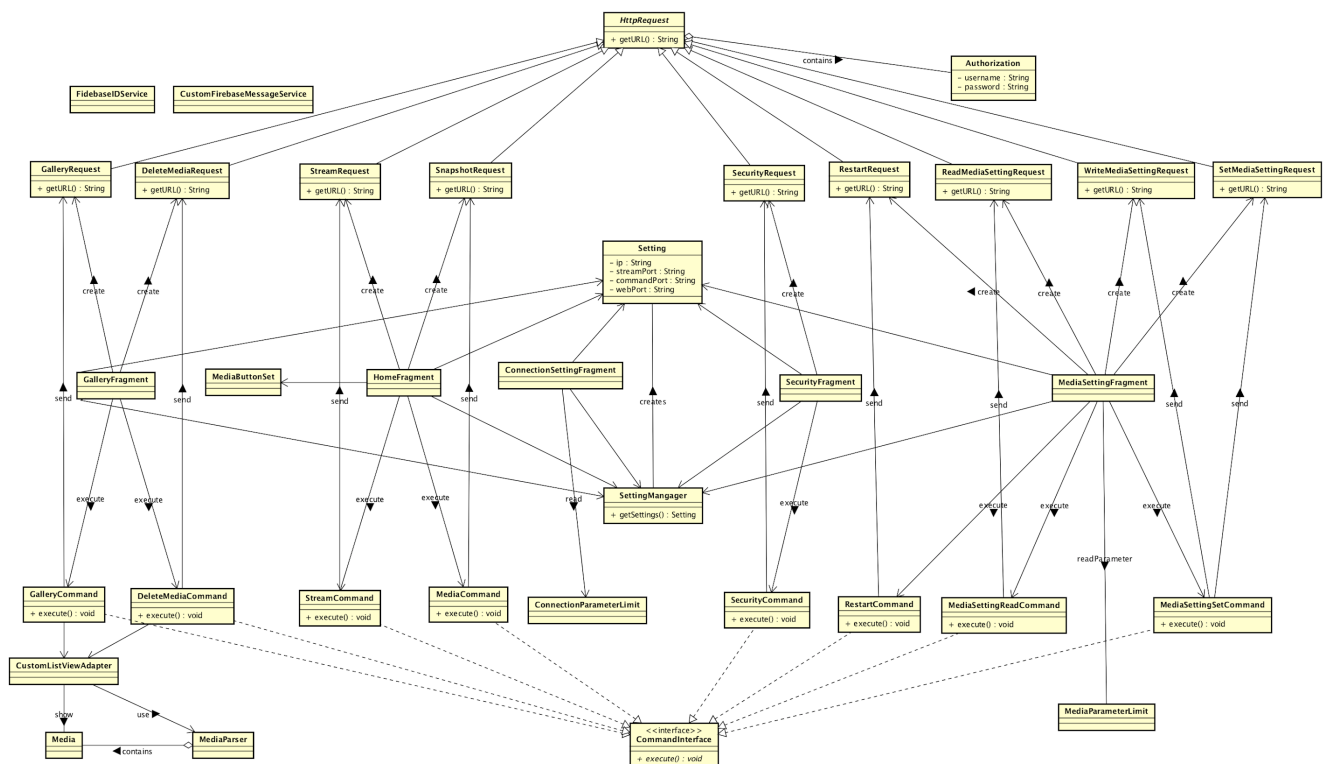 HttpRequest
+ getURL() : String
contains
Authorization
- username : String
- password : String
FidebaseIDService
CustomFirebaseMessageService
GalleryRequest
+ getURL() : String
DeleteMediaRequest
+ getURL() : String
StreamRequest
+ getURL() : String
SnapshotRequest
+ getURL() : String
SecurityRequest
+ getURL() : String
RestartRequest
+ getURL() : String
ReadMediaSettingRequest
+ getURL() : String
WriteMediaSettingRequest
getURL() : String
SetMediaSettingRequest
+ getURL() : String
Setting
- ip : String
- streamPort : String
- commandPort : String
- webPort : String
create
create
create
create
create
create
create
create
create
GalleryFragment
MediaButtonSet
HomeFragment
ConnectionSettingFragment
SecurityFragment
MediaSettingFragment
send
send
send
send
creates
send
send
send
send
send
execute
execute
execute
execute
read
SettingMangager
+ getSettings() : Setting
execute
execute
execute
execute
readParameter
GalleryCommand
+ execute() : void
DeleteMediaCommand
+ execute() : void
StreamCommand
+ execute() : void
MediaCommand
+ execute() : void
ConnectionParameterLimit
SecurityCommand
+ execute() : void
RestartCommand
+ execute() : void
MediaSettingReadCommand
+ execute() : void
MediaSettingSetCommand
+ execute() : void
CustomListViewAdapter
show
use
Media
contains
MediaParser
<<interface>>
CommandInterface
+ execute() : void
MediaParameterLimit